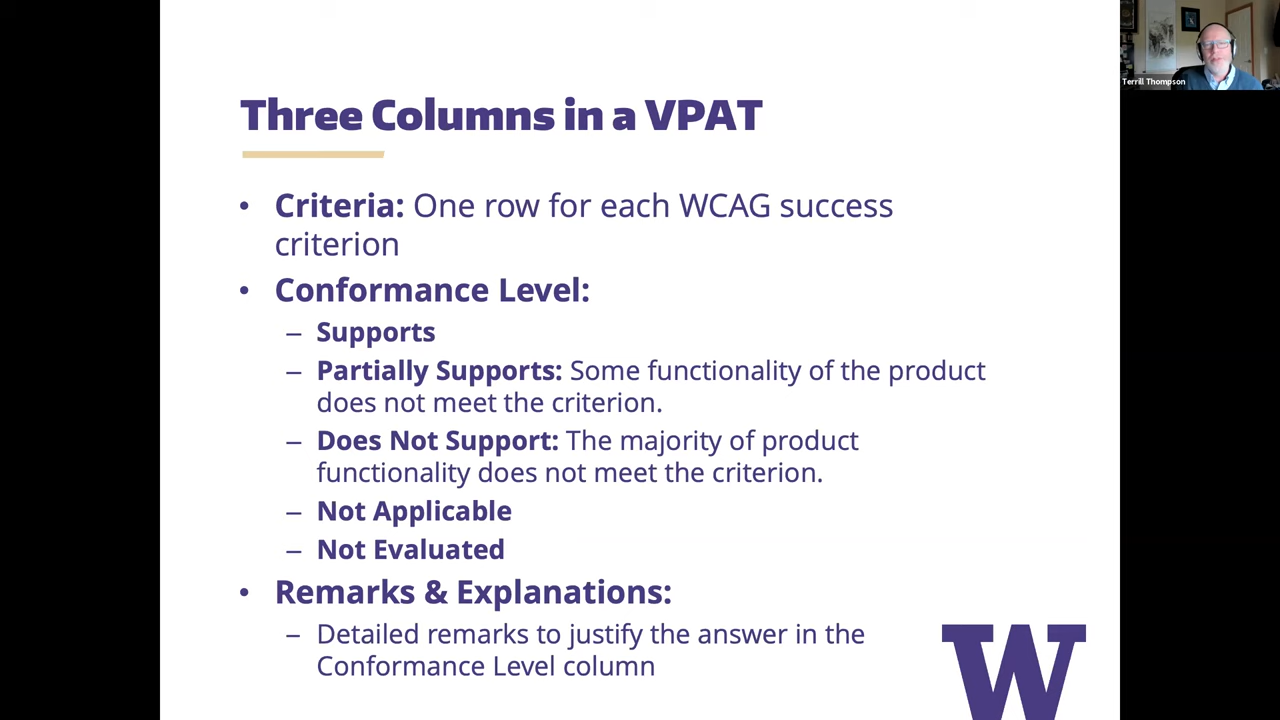 Three Columns in a VPAT
• Criteria: One row for each WCAG success
criterion
• Conformance Level:
– Supports
– Partially Supports: Some functionality of the product
does not meet the criterion.
– Does Not Support: The majority of product
functionality does not meet the criterion.
– Not Applicable
– Not Evaluated
• Remarks & Explanations:
– Detailed remarks to justify the answer in the
Conformance Level column
W
Terrill Thompson